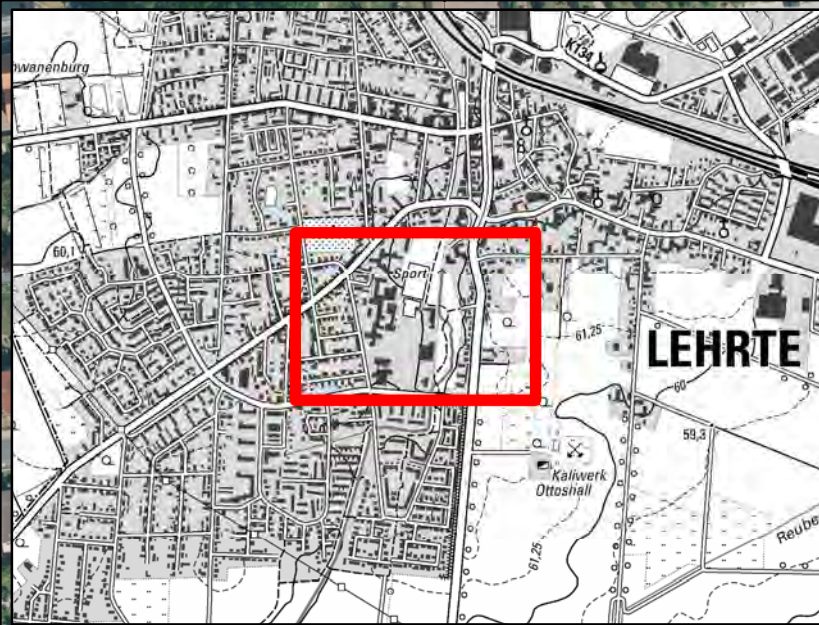 hwanenburg
K134
60,1
Sport
61,25
LEHRTE
60
59,3
Kaliwerk
Ottoshall
61,25
Reube